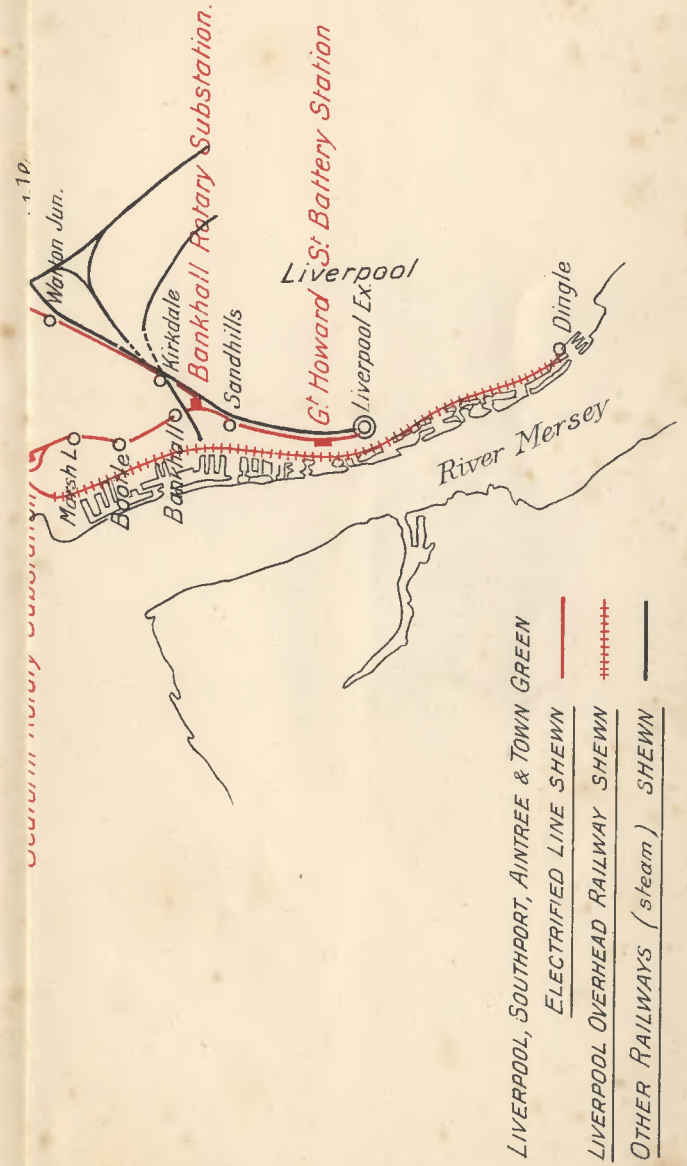 Walton Jun.
Kirkdale
Bankhall Rotary Substation.
Sandhills
Marsh L
Bootle
Bankhall
Liverpool
Gt Howard St Battery Station
Liverpool Ex.
Dingle
River Mersey
LIVERPOOL, SOUTHPORT, AINTREE & TOWN GREEN
ELECTRIFIED LINE SHEWN
LIVERPOOL OVERHEAD RAILWAY SHEWN
OTHER RAILWAYS (steam) SHEWN